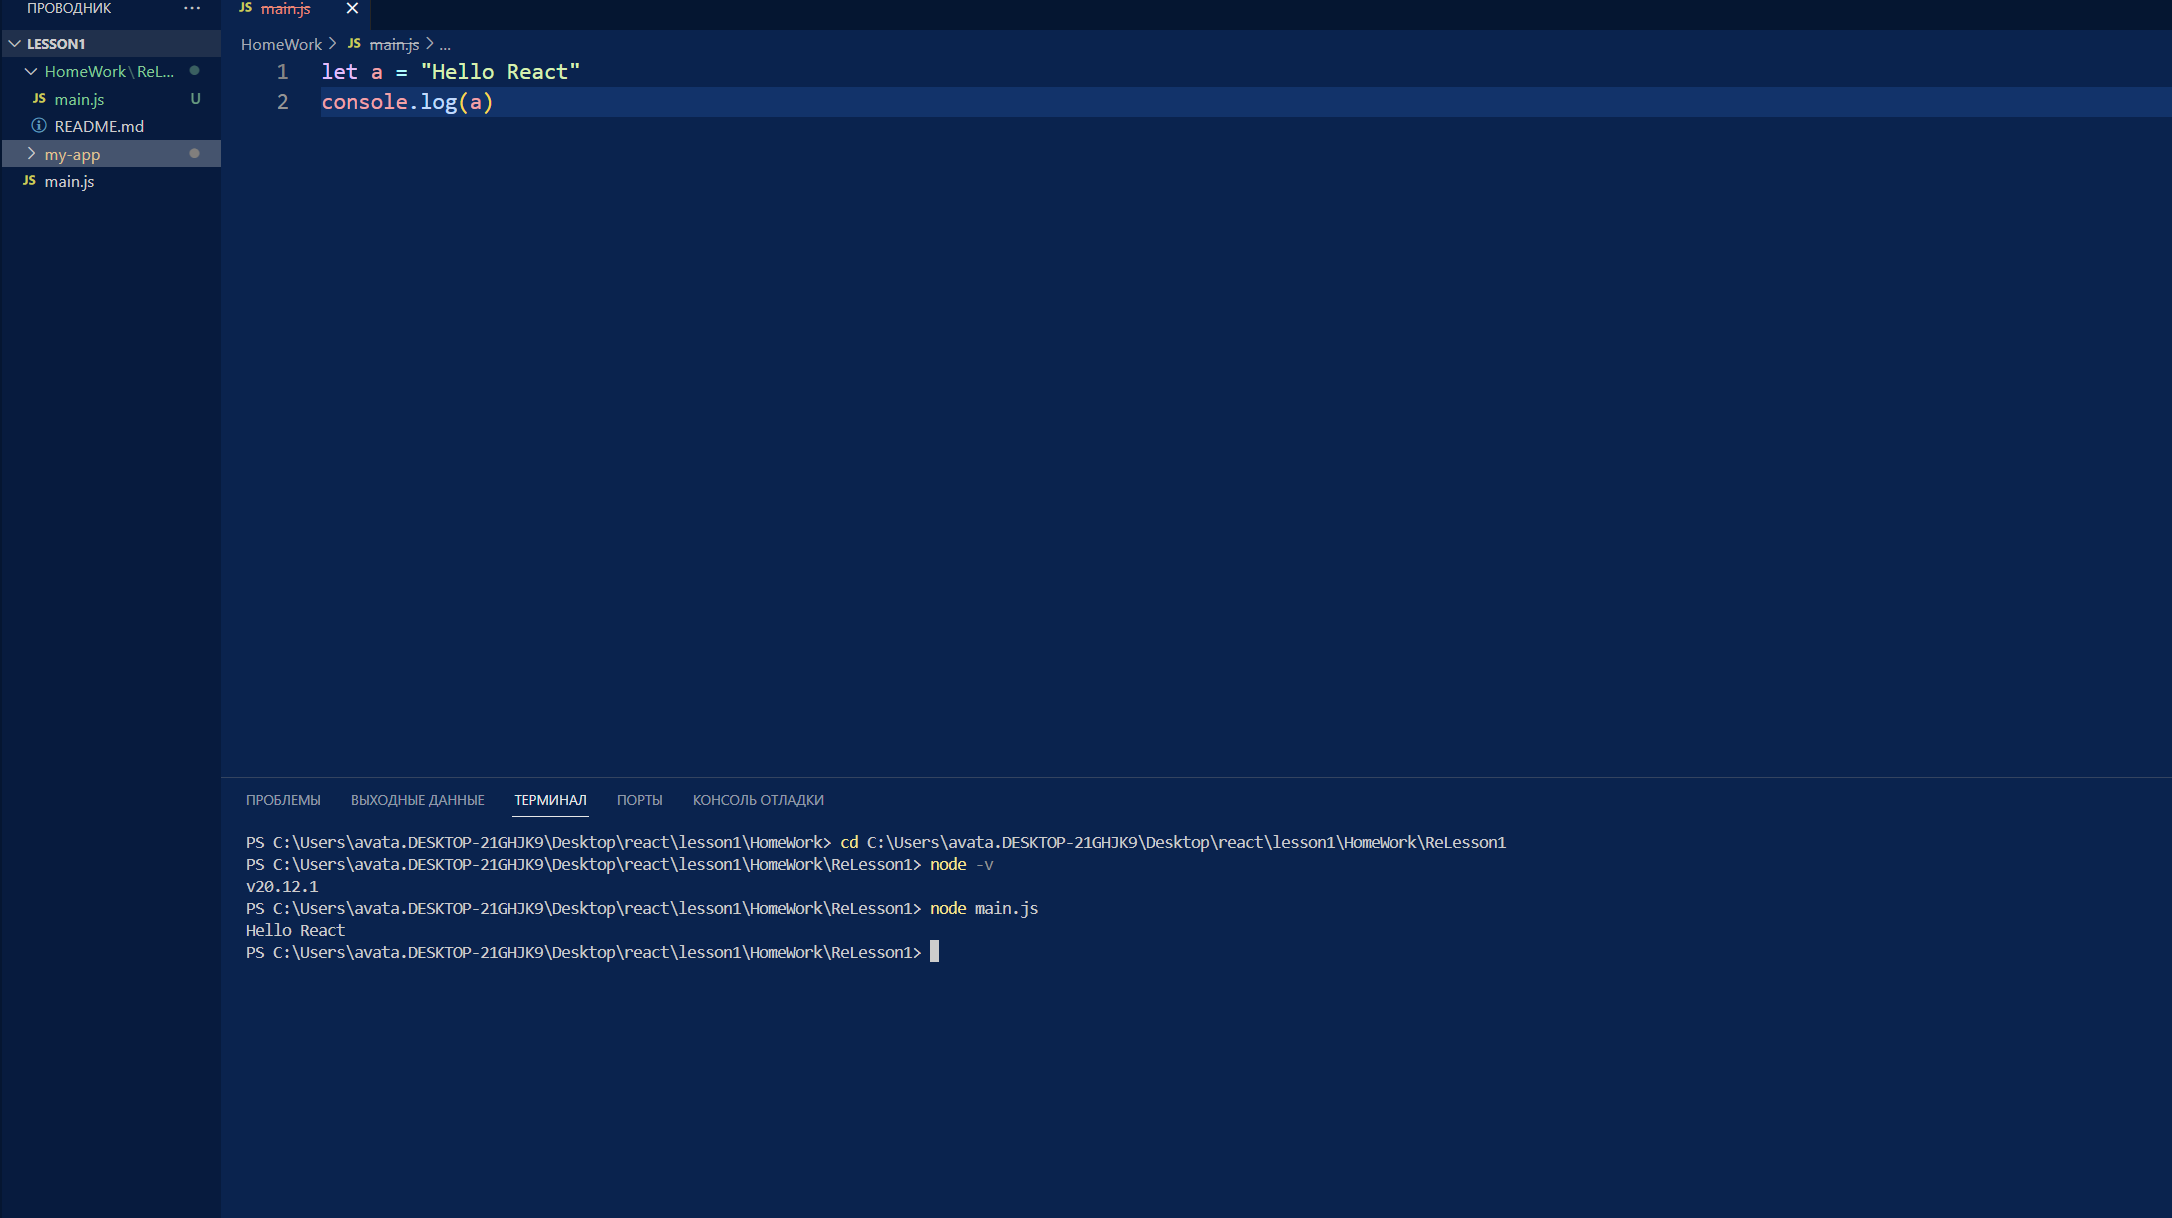 ПРОВОДНИК ···
LESSON1
HomeWork\ReL...
JS main.js U
README.md
my-app
JS main.js
JS main.js
HomeWork > JS main.js > ...
1 let a = "Hello React"
2 console.log(a)
ПРОБЛЕМЫ ВЫХОДНЫЕ ДАННЫЕ ТЕРМИНАЛ ПОРТЫ КОНСОЛЬ ОТЛАДКИ
PS C:\Users\avata.DESKTOP-21GHJK9\Desktop\react\lesson1\HomeWork> cd C:\Users\avata.DESKTOP-21GHJK9\Desktop\react\lesson1\HomeWork\ReLesson1
PS C:\Users\avata.DESKTOP-21GHJK9\Desktop\react\lesson1\HomeWork\ReLesson1> node -v
v20.12.1
PS C:\Users\avata.DESKTOP-21GHJK9\Desktop\react\lesson1\HomeWork\ReLesson1> node main.js
Hello React
PS C:\Users\avata.DESKTOP-21GHJK9\Desktop\react\lesson1\HomeWork\ReLesson1>